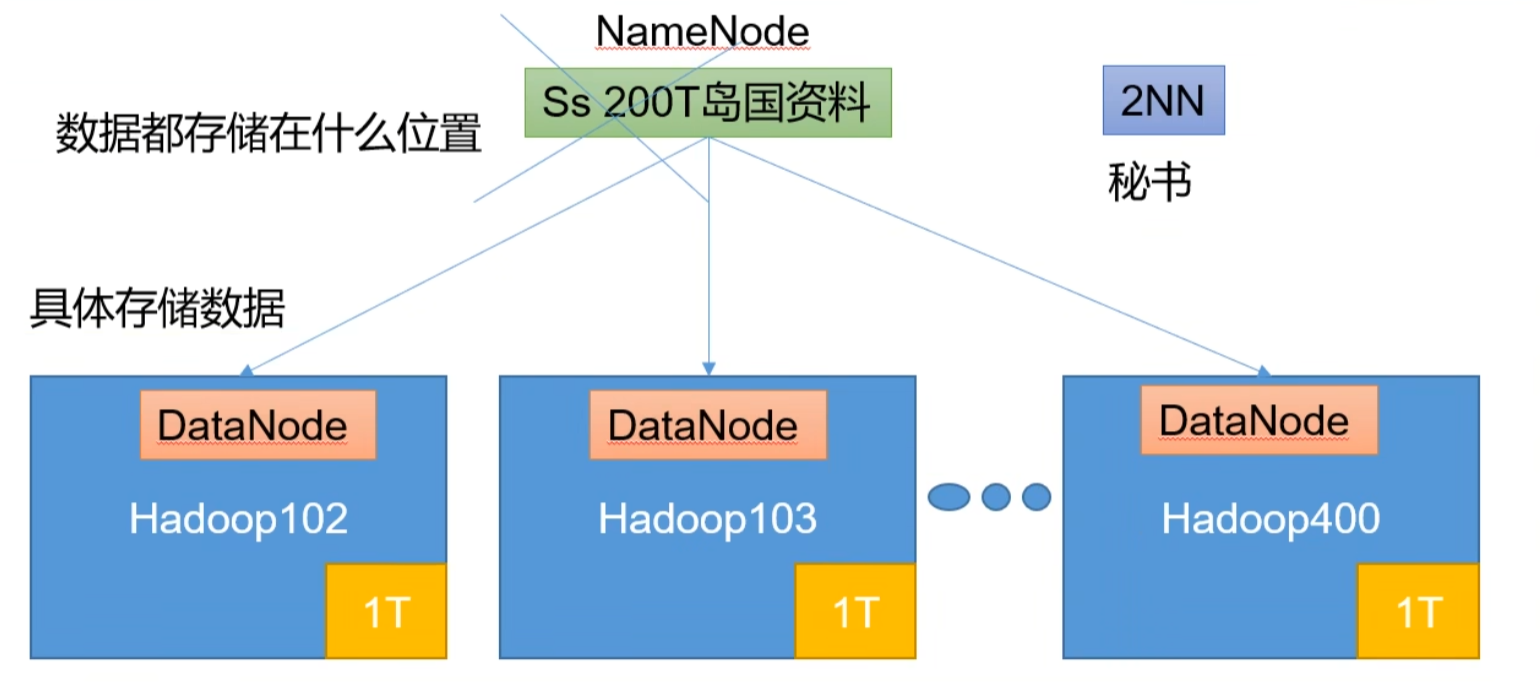 NameNode
Ss 200T岛国资料
2NN
数据都存储在什么位置
秘书
具体存储数据
DataNode
DataNode
DataNode
Hadoop102
Hadoop103
Hadoop400
1T
1T
1T